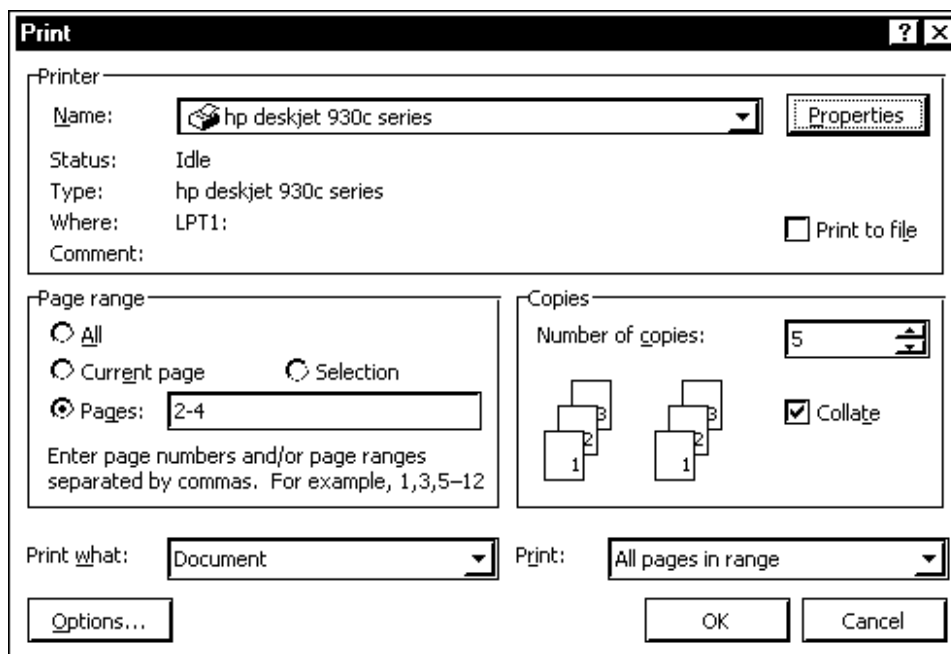 Print
Printer
Name: hp deskjet 930c series Properties
Status: Idle
Type: hp deskjet 930c series
Where: LPT1: Print to file
Comment:
Page range
All
Current page Selection
Pages: 2-4
Enter page numbers and/or page ranges
separated by commas. For example, 1,3,5–12
Copies
Number of copies: 5
3 3
2 2
1 1
Collate
Print what: Document Print: All pages in range
Options... OK Cancel